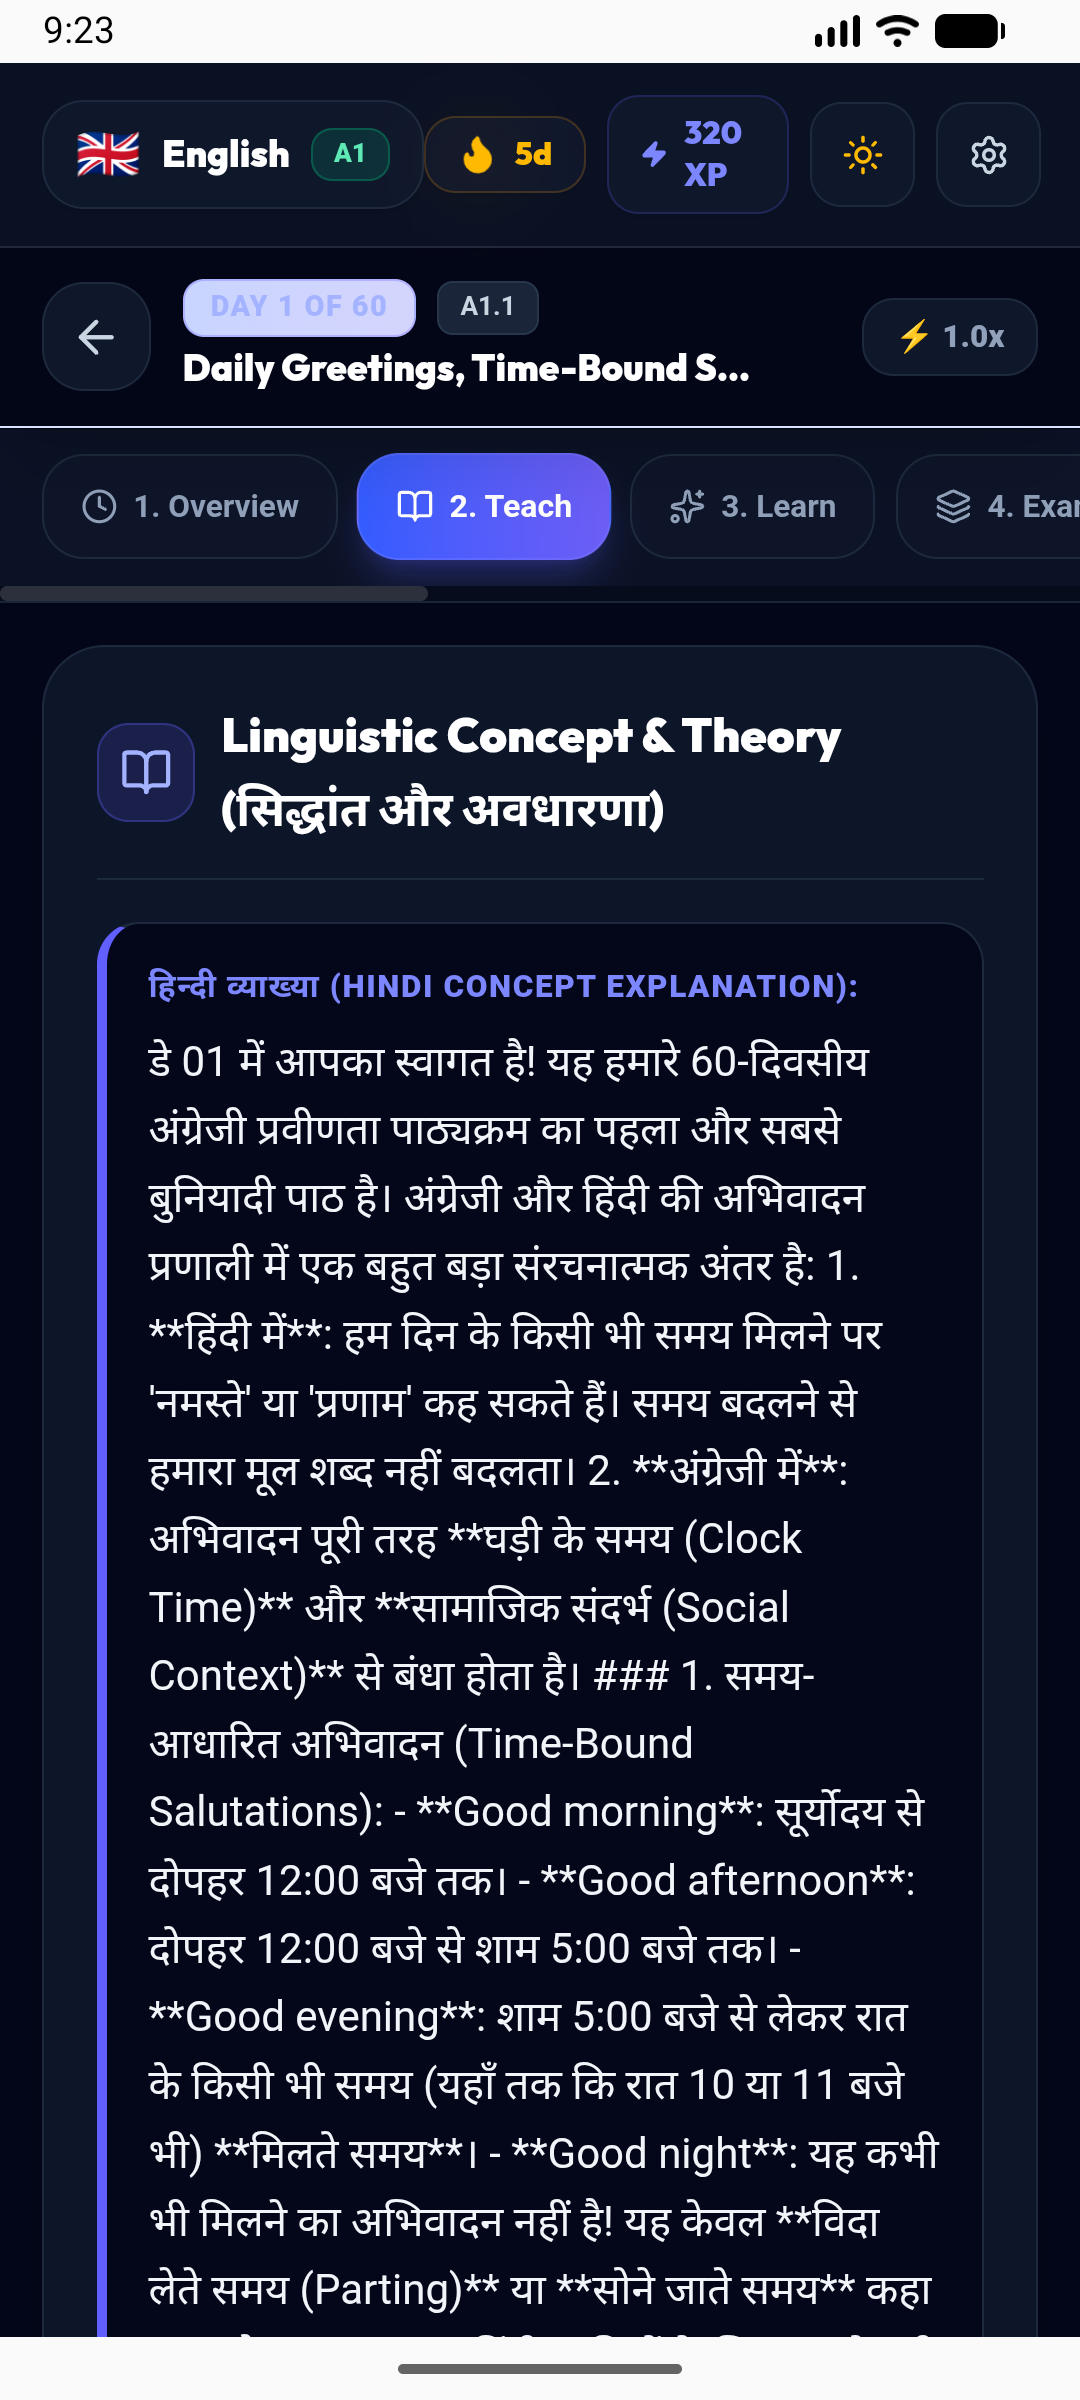 9:23
English A1
5d
320 XP
DAY 1 OF 60 A1.1
Daily Greetings, Time-Bound S...
1.0x
1. Overview
2. Teach
3. Learn
4. Exar
Linguistic Concept & Theory
(सिद्धांत और अवधारणा)
हिन्दी व्याख्या (HINDI CONCEPT EXPLANATION):
डे 01 में आपका स्वागत है! यह हमारे 60-दिवसीय
अंग्रेजी प्रवीणता पाठ्यक्रम का पहला और सबसे
बुनियादी पाठ है। अंग्रेजी और हिंदी की अभिवादन
प्रणाली में एक बहुत बड़ा संरचनात्मक अंतर है: 1.
**हिंदी में**: हम दिन के किसी भी समय मिलने पर
'नमस्ते' या 'प्रणाम' कह सकते हैं। समय बदलने से
हमारा मूल शब्द नहीं बदलता। 2. **अंग्रेजी में**:
अभिवादन पूरी तरह **घड़ी के समय (Clock
Time)** और **सामाजिक संदर्भ (Social
Context)** से बंधा होता है। ### 1. समय-
आधारित अभिवादन (Time-Bound
Salutations): - **Good morning**: सूर्योदय से
दोपहर 12:00 बजे तक। - **Good afternoon**:
दोपहर 12:00 बजे से शाम 5:00 बजे तक। -
**Good evening**: शाम 5:00 बजे से लेकर रात
के किसी भी समय (यहाँ तक कि रात 10 या 11 बजे
भी) **मिलते समय**। - **Good night**: यह कभी
भी मिलने का अभिवादन नहीं है! यह केवल **विदा
लेते समय (Parting)** या **सोने जाते समय** कहा